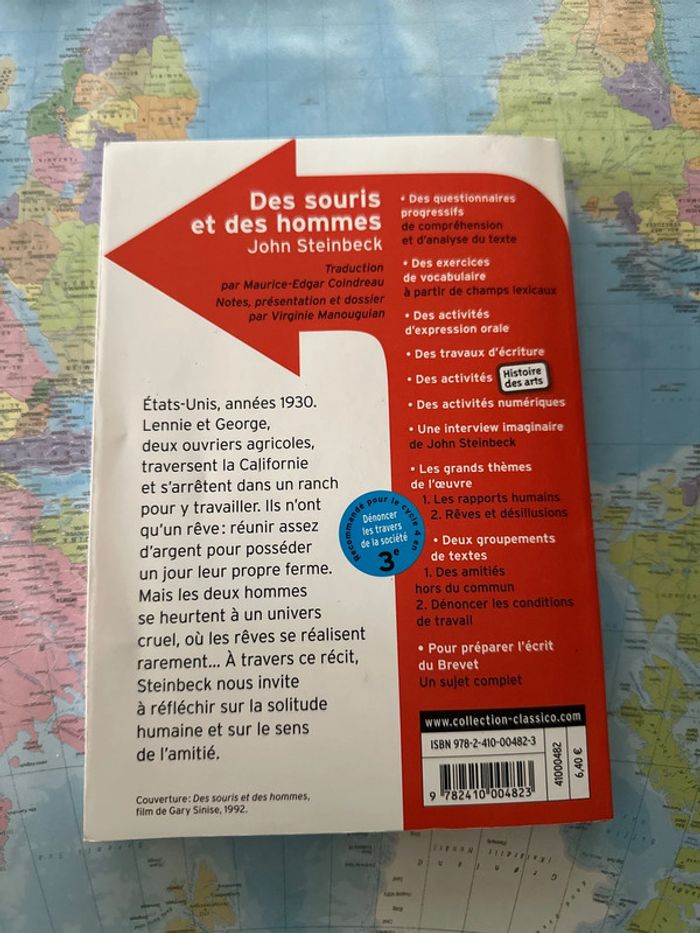 Des souris
et des hommes
John Steinbeck
Traduction
par Maurice-Edgar Coindreau
Notes, présentation et dossier
par Virginie Manouguian
États-Unis, années 1930.
Lennie et George,
deux ouvriers agricoles,
traversent la Californie
et s'arrêtent dans un ranch
pour y travailler. Ils n'ont
qu'un rêve : réunir assez
d'argent pour posséder
un jour leur propre ferme.
Mais les deux hommes
se heurtent à un univers
cruel, où les rêves se réalisent
rarement... À travers ce récit,
Steinbeck nous invite
à réfléchir sur la solitude
humaine et sur le sens
de l'amitié.
Couverture : Des souris et des hommes,
film de Gary Sinise, 1992.
Recommandé pour le cycle 4 en
Dénoncer
les travers
de la société
3e
• Des questionnaires
progressifs
de compréhension
et d'analyse du texte
• Des exercices
de vocabulaire
à partir de champs lexicaux
• Des activités
d'expression orale
• Des travaux d'écriture
• Des activités Histoire
des arts
• Des activités numériques
• Une interview imaginaire
de John Steinbeck
• Les grands thèmes
de l'œuvre
1. Les rapports humains
2. Rêves et désillusions
• Deux groupements
de textes
1. Des amitiés
hors du commun
2. Dénoncer les conditions
de travail
• Pour préparer l'écrit
du Brevet
Un sujet complet
www.collection-classico.com
ISBN 978-2-410-00482-3
9 782410 004823
41000482
6,40 €